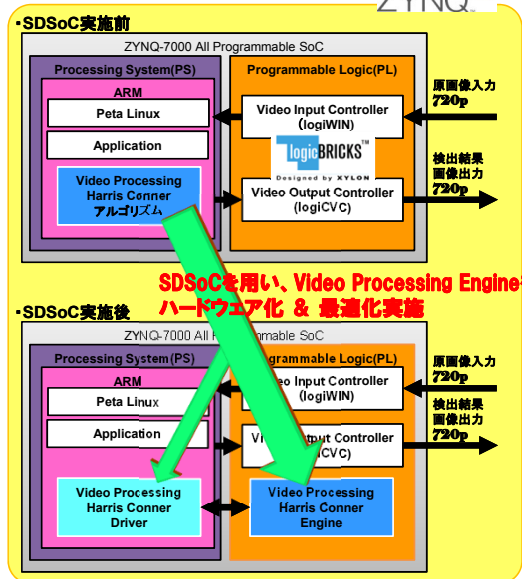 ZYNQ
・SDSoC実施前
ZYNQ-7000 All Programmable SoC
Processing System(PS)
Programmable Logic(PL)
ARM
Peta Linux
Application
Video Processing
Harris Conner
アルゴリズム
Video Input Controller
(logiWIN)
logicBRICKS™
Designed by XYLON
Video Output Controller
(logiCVC)
原画像入力
720p
検出結果
画像出力
720p
SDSoCを用い、Video Processing Engineを
ハードウェア化 & 最適化実施
・SDSoC実施後
ZYNQ-7000 All mmable SoC
Processing System(PS)
grammable Logic(PL)
ARM
Peta Linux
Application
Video Processing
Harris Conner
Driver
eo Input Controller
(logiWIN)
Vi tput Controller
CVC)
Video Processing
Harris Conner
Engine
原画像入力
720p
検出結果
画像出力
720p